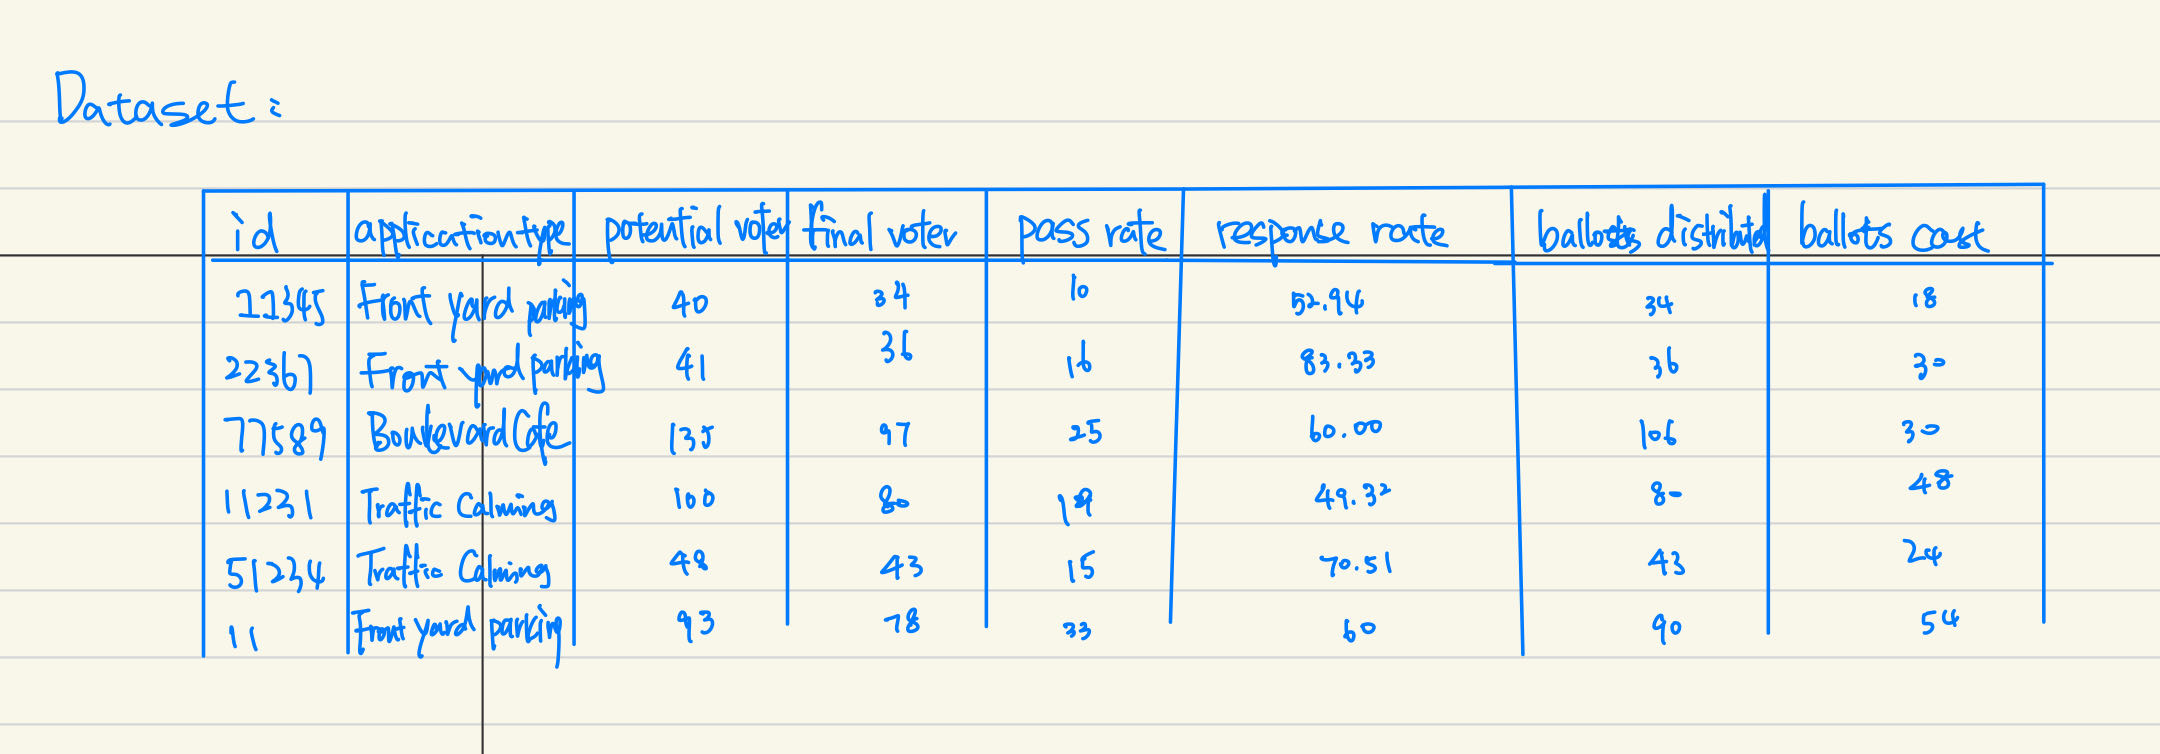 Dataset:
id appliccationtype potential voter final voter pass rate response rate ballots distributed ballots cost
11345 Front yard parking 40 34 10 52.94 34 18
22367 Front yard parking 41 36 16 83.33 36 30
77589 Boulevard Cafe 135 97 25 60.00 106 30
11231 Traffic Calming 100 80 19 49.32 80 48
51234 Traffic Calming 48 43 15 70.51 43 24
11 Front yard parking 93 78 33 60 90 54